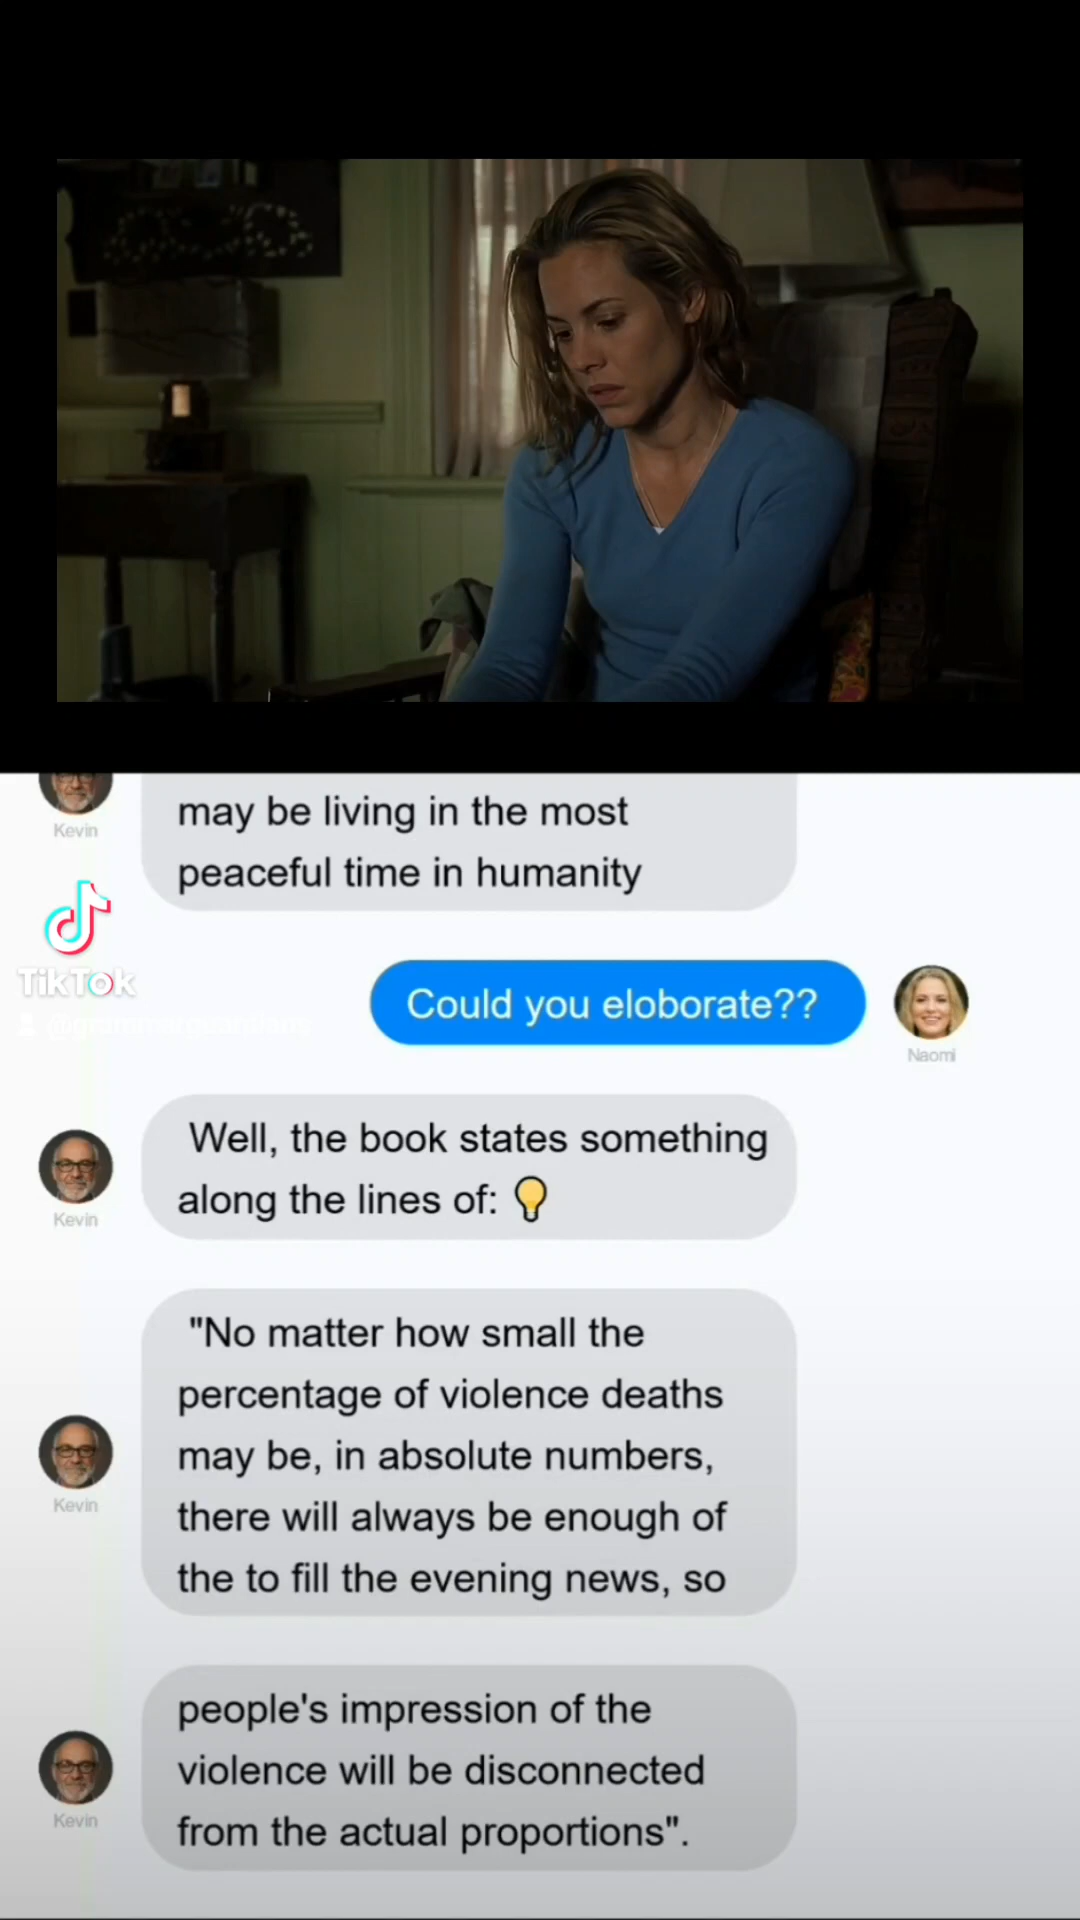 may be living in the most
peaceful time in humanity
Kevin
TikTok
Could you eloborate??
Naomi
Well, the book states something
along the lines of: 💡
Kevin
"No matter how small the
percentage of violence deaths
may be, in absolute numbers,
there will always be enough of
the to fill the evening news, so
Kevin
people's impression of the
violence will be disconnected
from the actual proportions".
Kevin